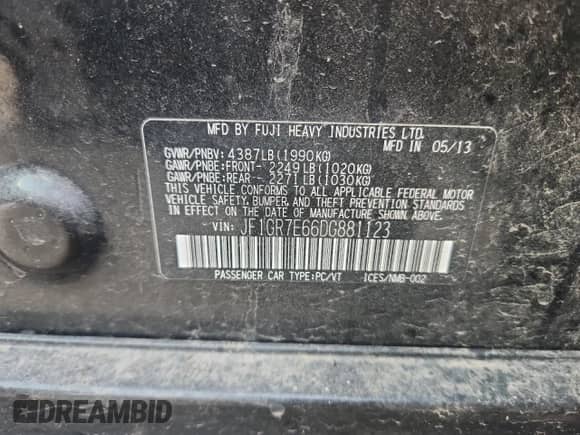 MFD BY FUJI HEAVY INDUSTRIES LTD.
MFD IN 05/13
GVWR/PNBV: 4387LB(1990KG)
GAWR/PNBE:FRONT- 2249LB(1020KG)
GAWR/PNBE:REAR - 2271LB(1030KG)
THIS VEHICLE CONFORMS TO ALL APPLICABLE FEDERAL MOTOR
VEHICLE SAFETY, BUMPER, AND THEFT PREVENTION STANDARDS
IN EFFECT ON THE DATE OF MANUFACTURE SHOWN ABOVE.
VIN: JF1GR7E66DG881123
PASSENGER CAR TYPE:PC/VT ICES/NMB-002
DREAMBID